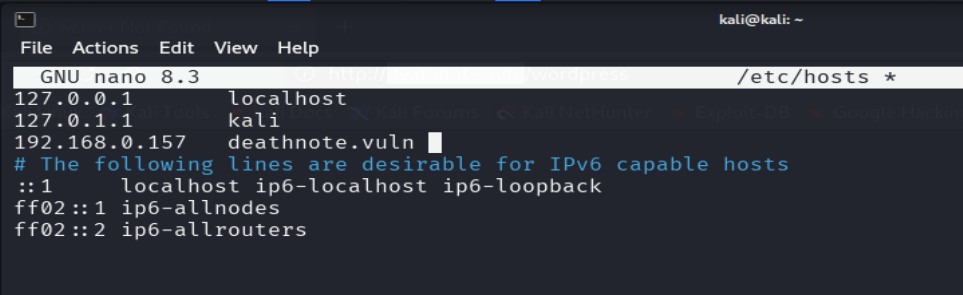 kali@kali: ~
File Actions Edit View Help
GNU nano 8.3 /etc/hosts *
127.0.0.1 localhost
127.0.1.1 kali
192.168.0.157 deathnote.vuln
# The following lines are desirable for IPv6 capable hosts
::1 localhost ip6-localhost ip6-loopback
ff02::1 ip6-allnodes
ff02::2 ip6-allrouters